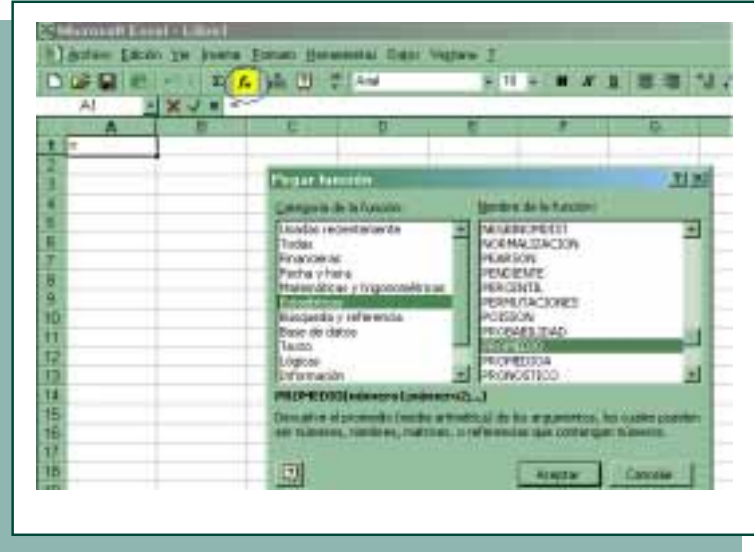 Microsoft Excel - Libro1
Archivo Edición Ver Insertar Formato Herramientas Datos Ventana ?
Arial 10 N K S
A1 =
A B C D E F G
1 =
2
3
4
5
6
7
8
9
10
11
12
13
14
15
16
17
18
Pegar función
Categoría de la función:
Usadas recientemente
Todas
Financieras
Fecha y hora
Matemáticas y trigonométricas
Estadísticas
Búsqueda y referencia
Base de datos
Texto
Lógicas
Información
Nombre de la función:
NEGBINOMDIST
NORMALIZACION
PEARSON
PENDIENTE
PERCENTIL
PERMUTACIONES
POISSON
PROBABILIDAD
PROMEDIO
PROMEDIOA
PRONOSTICO
PROMEDIO(número1;número2;...)
Devuelve el promedio (media aritmética) de los argumentos, los cuales pueden
ser números, nombres, matrices, o referencias que contengan números.
Aceptar Cancelar